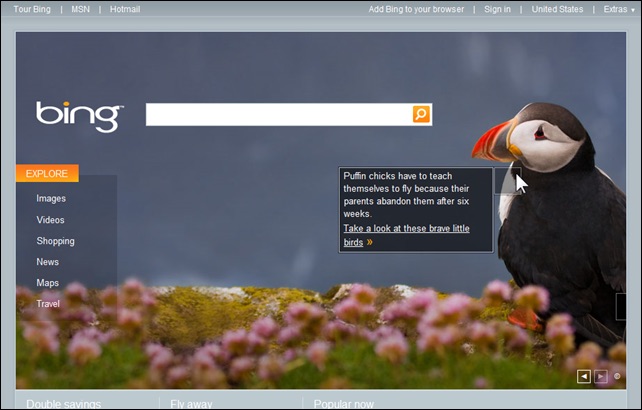 Tour Bing | MSN | Hotmail Add Bing to your browser | Sign in | United States | Extras ▾
bing™
EXPLORE
Images
Videos
Shopping
News
Maps
Travel
Puffin chicks have to teach
themselves to fly because their
parents abandon them after six
weeks.
Take a look at these brave little
birds »
©
Double savings | Fly away | Popular now